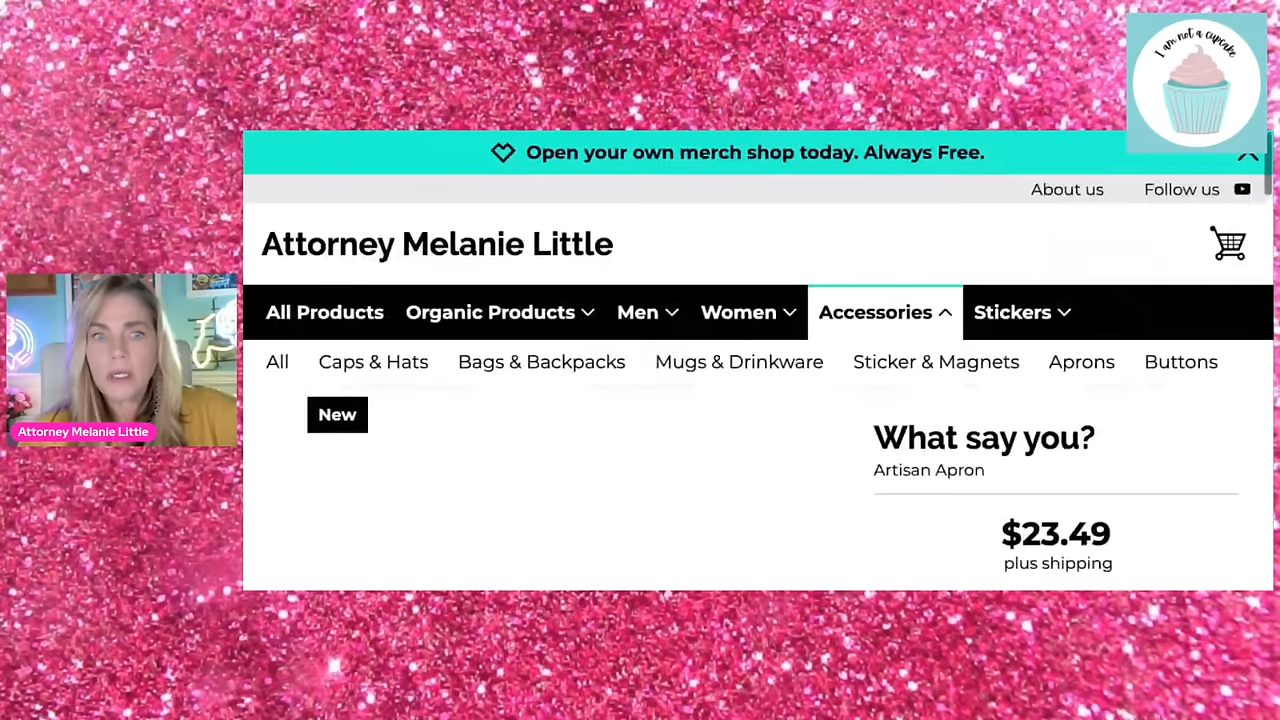 I am not a cupcake
Open your own merch shop today. Always Free.
About us Follow us
Attorney Melanie Little
All Products Organic Products Men Women Accessories Stickers
All Caps & Hats Bags & Backpacks Mugs & Drinkware Sticker & Magnets Aprons Buttons
New
What say you?
Artisan Apron
Attorney Melanie Little
$23.49
plus shipping